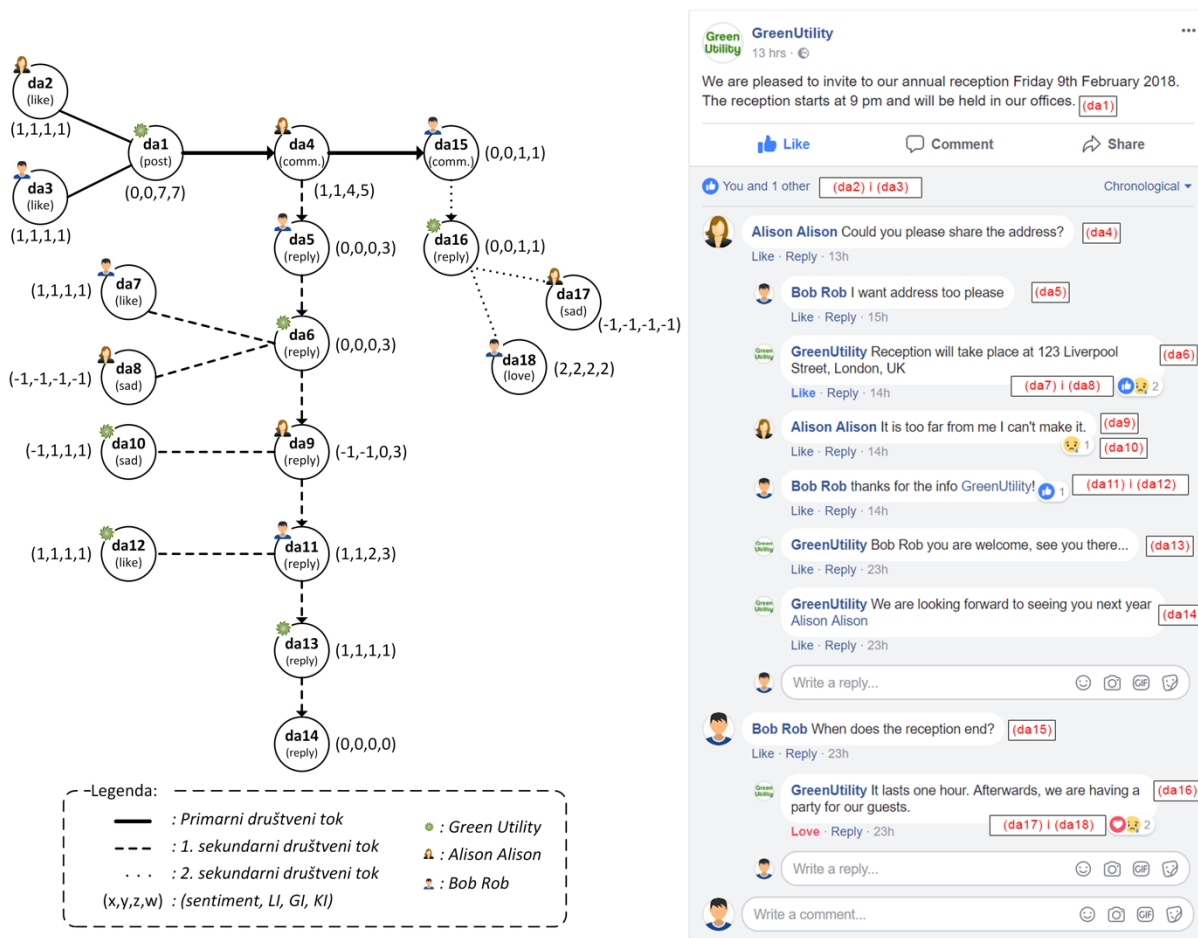 da2
(like)
(1,1,1,1)
da1
(post)
(0,0,7,7)
da3
(like)
(1,1,1,1)
da4
(comm.)
(1,1,4,5)
da15
(comm.)
(0,0,1,1)
da5
(reply)
(0,0,0,3)
da16
(reply)
(0,0,1,1)
da7
(like)
(1,1,1,1)
da17
(sad)
(-1,-1,-1,-1)
da6
(reply)
(0,0,0,3)
da8
(sad)
(-1,-1,-1,-1)
da18
(love)
(2,2,2,2)
da10
(sad)
(-1,1,1,1)
da9
(reply)
(-1,-1,0,3)
da12
(like)
(1,1,1,1)
da11
(reply)
(1,1,2,3)
da13
(reply)
(1,1,1,1)
da14
(reply)
(0,0,0,0)
Legenda:
: Primarni društveni tok
: 1. sekundarni društveni tok
: 2. sekundarni društveni tok
(x,y,z,w) : (sentiment, LI, GI, KI)
: Green Utility
: Alison Alison
: Bob Rob
Green
Utility
GreenUtility
13 hrs ·
We are pleased to invite to our annual reception Friday 9th February 2018.
The reception starts at 9 pm and will be held in our offices. (da1)
Like Comment Share
You and 1 other (da2) i (da3) Chronological
Alison Alison Could you please share the address? (da4)
Like · Reply · 13h
Bob Rob I want address too please (da5)
Like · Reply · 15h
Green
Utility
GreenUtility Reception will take place at 123 Liverpool (da6)
Street, London, UK
(da7) i (da8) 2
Like · Reply · 14h
Alison Alison It is too far from me I can't make it. (da9)
1 (da10)
Like · Reply · 14h
Bob Rob thanks for the info GreenUtility! 1 (da11) i (da12)
Like · Reply · 14h
Green
Utility
GreenUtility Bob Rob you are welcome, see you there... (da13)
Like · Reply · 23h
Green
Utility
GreenUtility We are looking forward to seeing you next year
Alison Alison (da14
Like · Reply · 23h
Write a reply... GIF
Bob Rob When does the reception end? (da15)
Like · Reply · 23h
Green
Utility
GreenUtility It lasts one hour. Afterwards, we are having a (da16)
party for our guests.
(da17) i (da18) 2
Love · Reply · 23h
Write a reply... GIF
Write a comment... GIF